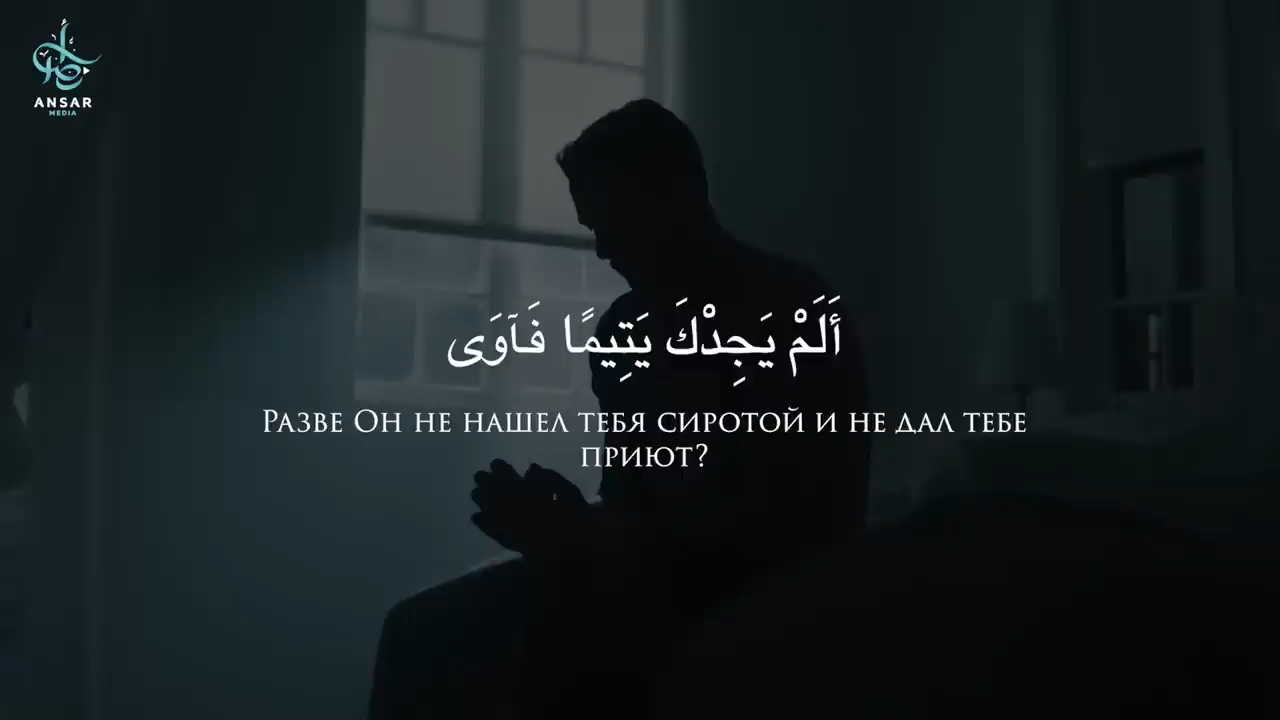 ANSAR
MEDIA
أَلَمْ يَجِدْكَ يَتِيمًا فَآوَى
Разве Он не нашел тебя сиротой и не дал тебе
приют?